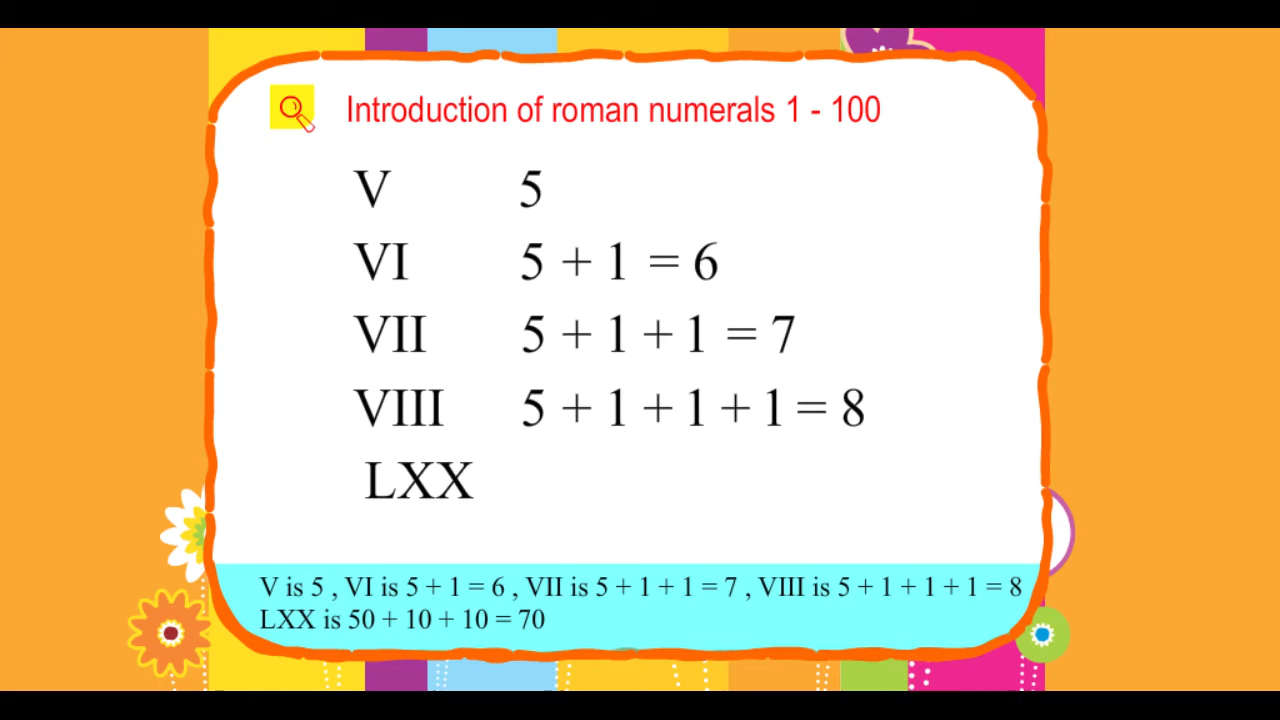 Introduction of roman numerals 1 - 100
V 5
VI 5 + 1 = 6
VII 5 + 1 + 1 = 7
VIII 5 + 1 + 1 + 1 = 8
LXX
V is 5 , VI is 5 + 1 = 6 , VII is 5 + 1 + 1 = 7 , VIII is 5 + 1 + 1 + 1 = 8
LXX is 50 + 10 + 10 = 70